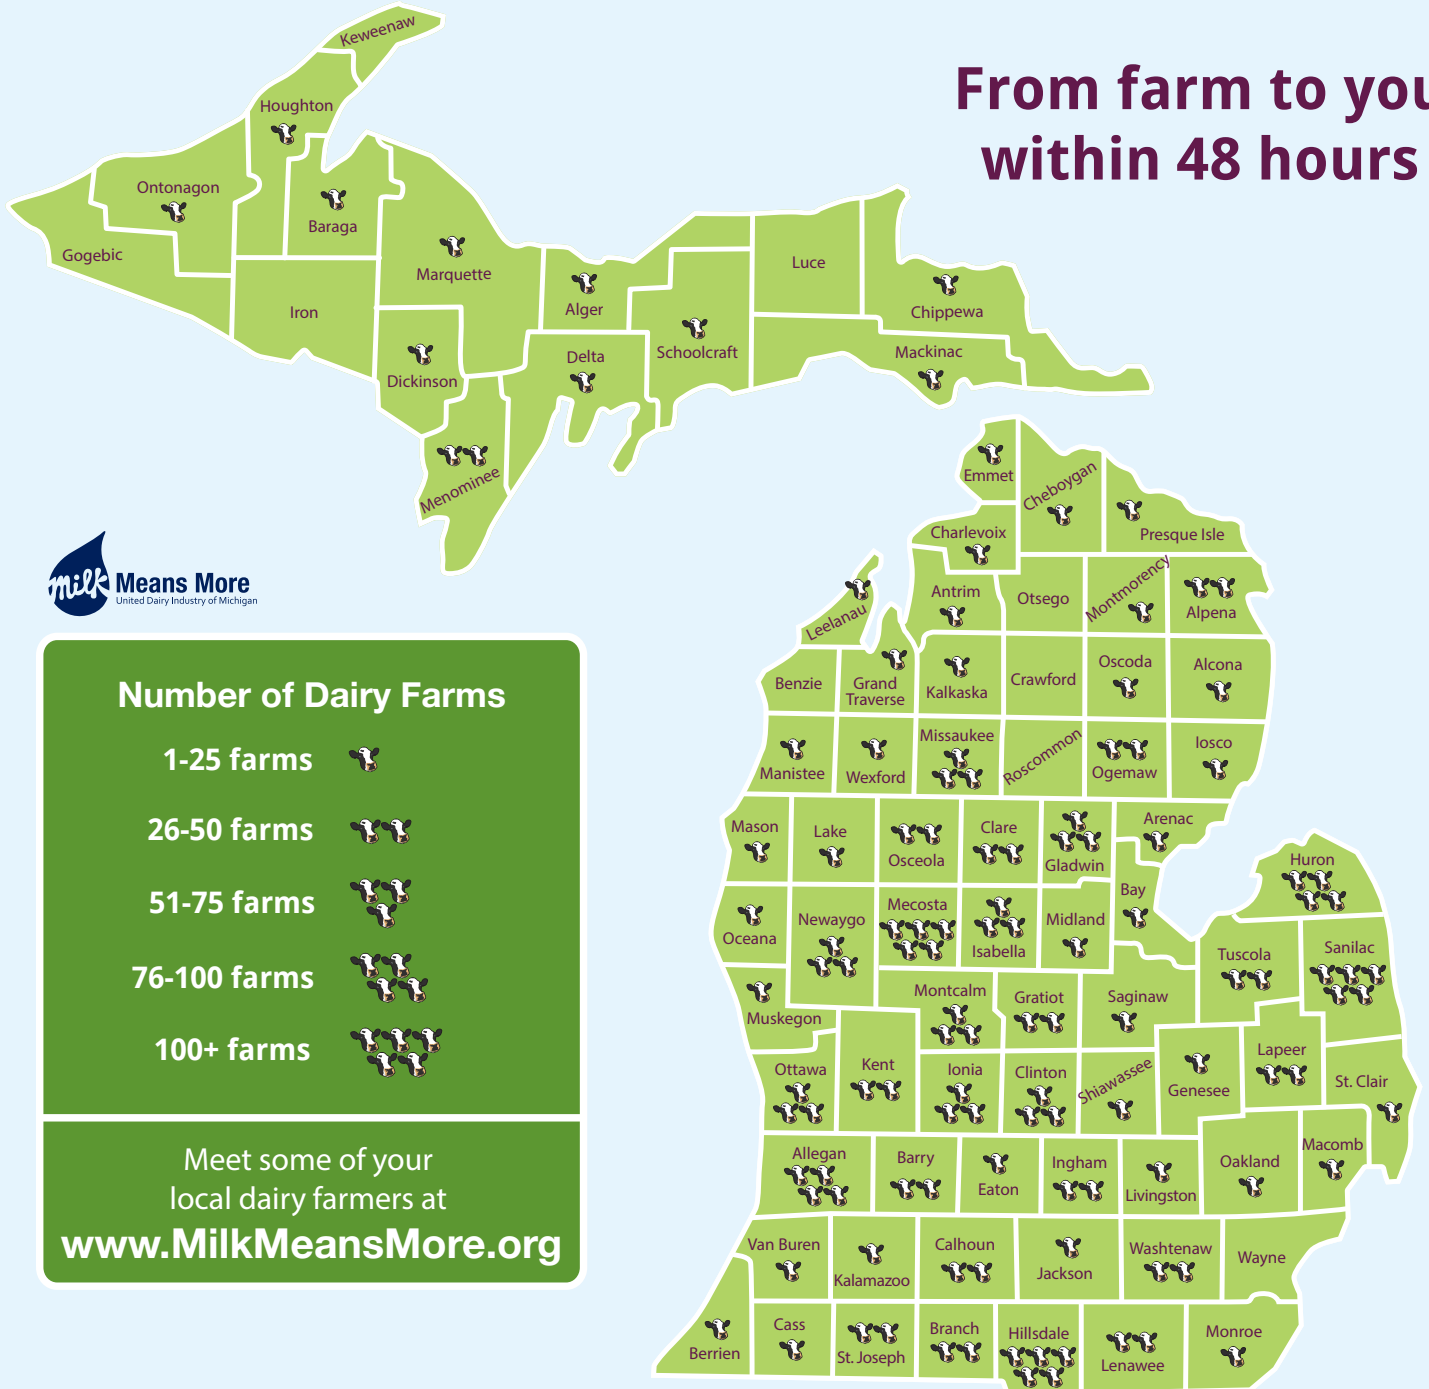 From farm to you
within 48 hours
Keweenaw
Houghton
Ontonagon
Baraga
Gogebic
Marquette
Iron
Alger
Luce
Chippewa
Schoolcraft
Delta
Mackinac
Dickinson
Menominee
Emmet
Cheboygan
Presque Isle
Charlevoix
Antrim
Otsego
Montmorency
Alpena
Leelanau
Benzie
Grand
Traverse
Kalkaska
Crawford
Oscoda
Alcona
Manistee
Wexford
Missaukee
Roscommon
Ogemaw
Iosco
Mason
Lake
Osceola
Clare
Gladwin
Arenac
Huron
Oceana
Newaygo
Mecosta
Isabella
Midland
Bay
Tuscola
Sanilac
Muskegon
Montcalm
Gratiot
Saginaw
Ottawa
Kent
Ionia
Clinton
Shiawassee
Genesee
Lapeer
St. Clair
Allegan
Barry
Eaton
Ingham
Livingston
Oakland
Macomb
Van Buren
Kalamazoo
Calhoun
Jackson
Washtenaw
Wayne
Berrien
Cass
St. Joseph
Branch
Hillsdale
Lenawee
Monroe
milk Means More
United Dairy Industry of Michigan
Number of Dairy Farms
1-25 farms
26-50 farms
51-75 farms
76-100 farms
100+ farms
Meet some of your
local dairy farmers at
www.MilkMeansMore.org